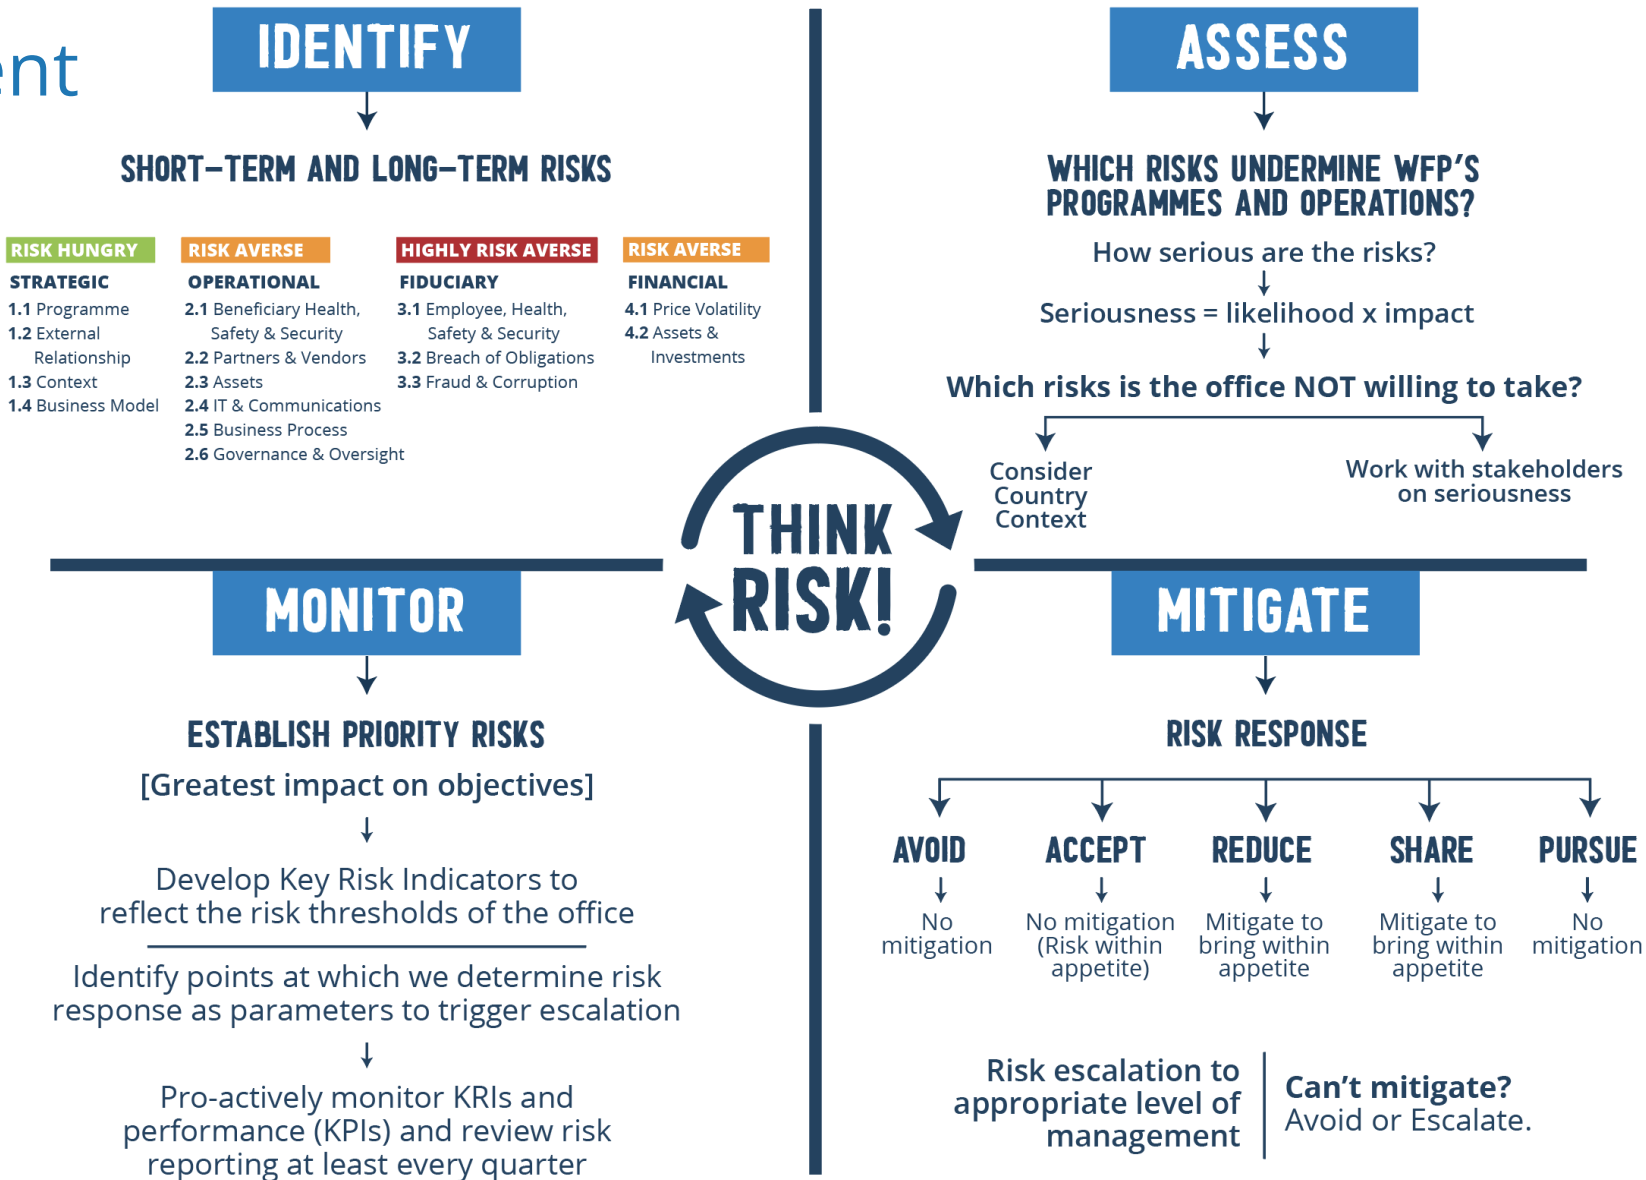 ent
IDENTIFY
SHORT-TERM AND LONG-TERM RISKS
RISK HUNGRY
STRATEGIC
1.1 Programme
1.2 External
Relationship
1.3 Context
1.4 Business Model
RISK AVERSE
OPERATIONAL
2.1 Beneficiary Health,
Safety & Security
2.2 Partners & Vendors
2.3 Assets
2.4 IT & Communications
2.5 Business Process
2.6 Governance & Oversight
HIGHLY RISK AVERSE
FIDUCIARY
3.1 Employee, Health,
Safety & Security
3.2 Breach of Obligations
3.3 Fraud & Corruption
RISK AVERSE
FINANCIAL
4.1 Price Volatility
4.2 Assets &
Investments
ASSESS
WHICH RISKS UNDERMINE WFP'S
PROGRAMMES AND OPERATIONS?
How serious are the risks?
Seriousness = likelihood x impact
Which risks is the office NOT willing to take?
Consider
Country
Context
Work with stakeholders
on seriousness
THINK
RISK!
MONITOR
ESTABLISH PRIORITY RISKS
[Greatest impact on objectives]
Develop Key Risk Indicators to
reflect the risk thresholds of the office
Identify points at which we determine risk
response as parameters to trigger escalation
Pro-actively monitor KRIs and
performance (KPIs) and review risk
reporting at least every quarter
MITIGATE
RISK RESPONSE
AVOID
No
mitigation
ACCEPT
No mitigation
(Risk within
appetite)
REDUCE
Mitigate to
bring within
appetite
SHARE
Mitigate to
bring within
appetite
PURSUE
No
mitigation
Risk escalation to
appropriate level of
management
Can't mitigate?
Avoid or Escalate.